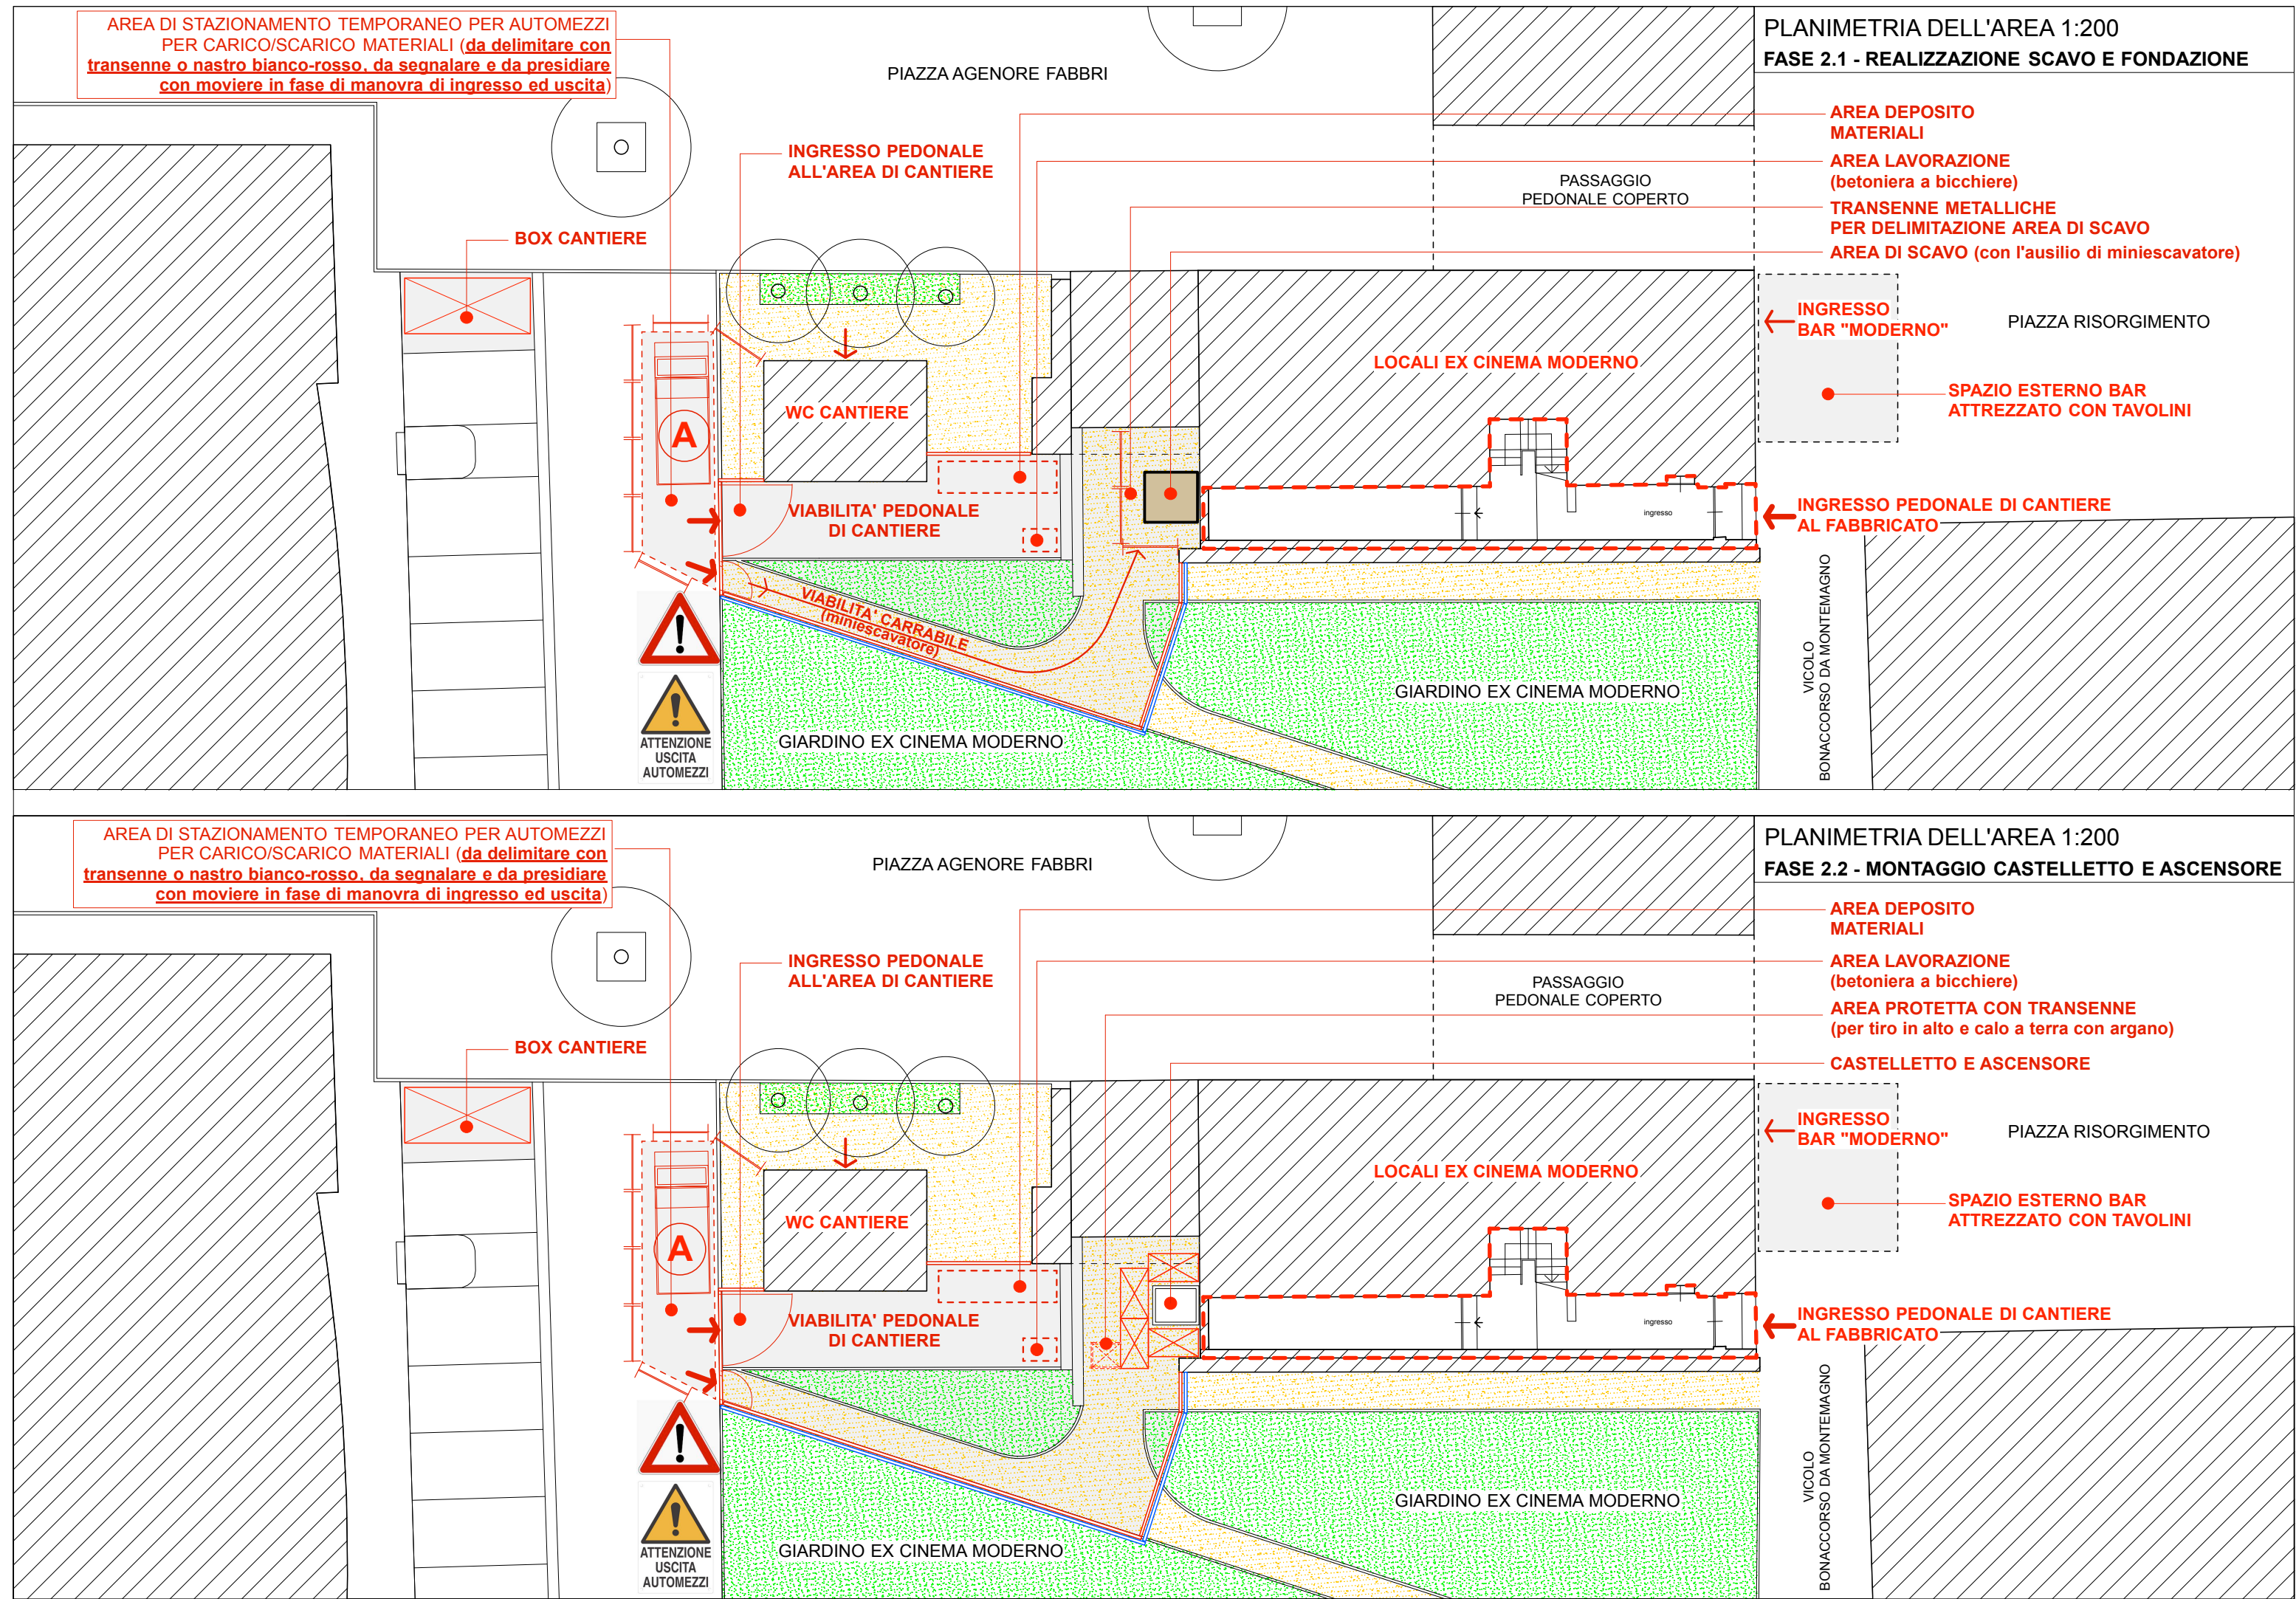 AREA DI STAZIONAMENTO TEMPORANEO PER AUTOMEZZI
PER CARICO/SCARICO MATERIALI (da delimitare con
transenne o nastro bianco-rosso, da segnalare e da presidiare
con moviere in fase di manovra di ingresso ed uscita)
PIAZZA AGENORE FABBRI
PLANIMETRIA DELL'AREA 1:200
FASE 2.1 - REALIZZAZIONE SCAVO E FONDAZIONE
AREA DEPOSITO
MATERIALI
INGRESSO PEDONALE
ALL'AREA DI CANTIERE
AREA LAVORAZIONE
(betoniera a bicchiere)
PASSAGGIO
PEDONALE COPERTO
TRANSENNE METALLICHE
PER DELIMITAZIONE AREA DI SCAVO
BOX CANTIERE
AREA DI SCAVO (con l'ausilio di miniescavatore)
INGRESSO
BAR "MODERNO"
PIAZZA RISORGIMENTO
LOCALI EX CINEMA MODERNO
SPAZIO ESTERNO BAR
ATTREZZATO CON TAVOLINI
WC CANTIERE
A
VIABILITA' PEDONALE
DI CANTIERE
ingresso
INGRESSO PEDONALE DI CANTIERE
AL FABBRICATO
VIABILITA' CARRABILE
(miniescavatore)
VICOLO
BONACCORSO DA MONTEMAGNO
GIARDINO EX CINEMA MODERNO
GIARDINO EX CINEMA MODERNO
ATTENZIONE
USCITA
AUTOMEZZI
AREA DI STAZIONAMENTO TEMPORANEO PER AUTOMEZZI
PER CARICO/SCARICO MATERIALI (da delimitare con
transenne o nastro bianco-rosso, da segnalare e da presidiare
con moviere in fase di manovra di ingresso ed uscita)
PIAZZA AGENORE FABBRI
PLANIMETRIA DELL'AREA 1:200
FASE 2.2 - MONTAGGIO CASTELLETTO E ASCENSORE
AREA DEPOSITO
MATERIALI
INGRESSO PEDONALE
ALL'AREA DI CANTIERE
AREA LAVORAZIONE
(betoniera a bicchiere)
PASSAGGIO
PEDONALE COPERTO
AREA PROTETTA CON TRANSENNE
(per tiro in alto e calo a terra con argano)
BOX CANTIERE
CASTELLETTO E ASCENSORE
INGRESSO
BAR "MODERNO"
PIAZZA RISORGIMENTO
LOCALI EX CINEMA MODERNO
SPAZIO ESTERNO BAR
ATTREZZATO CON TAVOLINI
WC CANTIERE
A
VIABILITA' PEDONALE
DI CANTIERE
ingresso
INGRESSO PEDONALE DI CANTIERE
AL FABBRICATO
VICOLO
BONACCORSO DA MONTEMAGNO
GIARDINO EX CINEMA MODERNO
GIARDINO EX CINEMA MODERNO
ATTENZIONE
USCITA
AUTOMEZZI